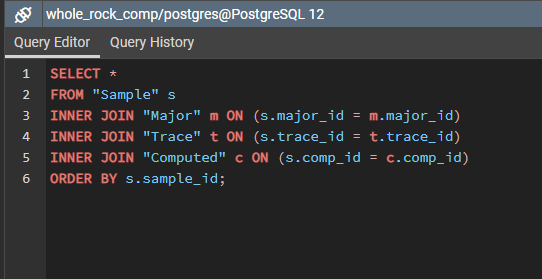 whole_rock_comp/postgres@PostgreSQL 12
Query Editor Query History
1 SELECT *
2 FROM "Sample" s
3 INNER JOIN "Major" m ON (s.major_id = m.major_id)
4 INNER JOIN "Trace" t ON (s.trace_id = t.trace_id)
5 INNER JOIN "Computed" c ON (s.comp_id = c.comp_id)
6 ORDER BY s.sample_id;